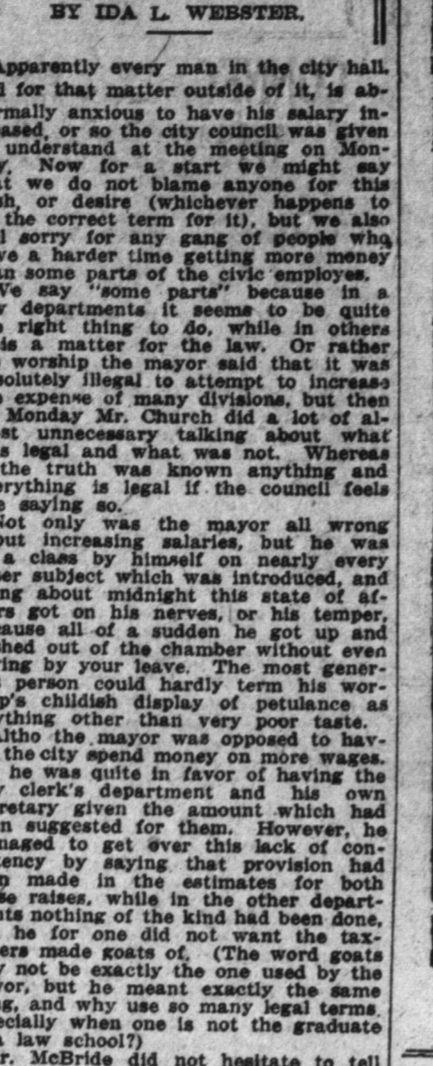 BY IDA L. WEBSTER.
Apparently every man in the city hall,
d for that matter outside of it, is ab-
rmally anxious to have his salary in-
ased, or so the city council was given
understand at the meeting on Mon-
y. Now for a start we might say
at we do not blame anyone for this
sh, or desire (whichever happens to
the correct term for it), but we also
l sorry for any gang of people who
ve a harder time getting more money
an some parts of the civic employes.
We say "some parts" because in a
w departments it seems to be quite
e right thing to do, while in others
is a matter for the law. Or rather
worship the mayor said that it was
solutely illegal to attempt to increase
e expense of many divisions, but then
Monday Mr. Church did a lot of al-
st unnecessary talking about what
s legal and what was not. Whereas
the truth was known anything and
erything is legal if the council feels
e saying so.
Not only was the mayor all wrong
out increasing salaries, but he was
a class by himself on nearly every
er subject which was introduced, and
ng about midnight this state of af-
rs got on his nerves, or his temper,
cause all of a sudden he got up and
shed out of the chamber without even
ying by your leave. The most gener-
s person could hardly term his wor-
p's childish display of petulance as
ything other than very poor taste.
Altho the mayor was opposed to hav-
the city spend money on more wages.
he was quite in favor of having the
y clerk's department and his own
retary given the amount which had
n suggested for them. However, he
naged to get over this lack of con-
tency by saying that provision had
n made in the estimates for both
se raises, while in the other depart-
nts nothing of the kind had been done,
he for one did not want the tax-
ers made goats of. (The word goats
y not be exactly the one used by the
yor, but he meant exactly the same
ng, and why use so many legal terms
ecially when one is not the graduate
a law school?)
r. McBride did not hesitate to tell